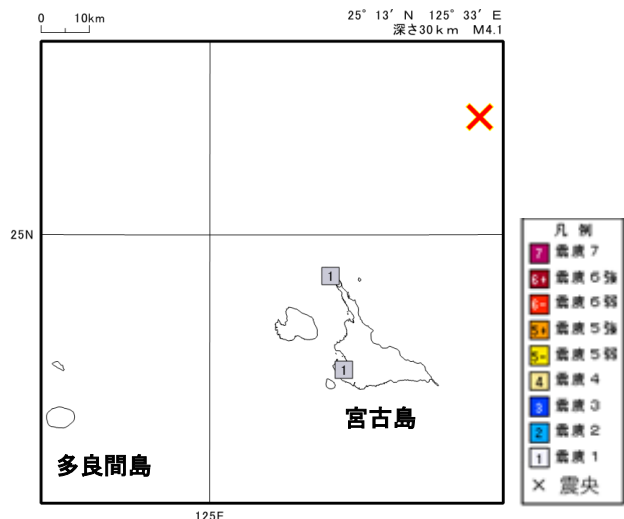 0 10km
25° 13′ N 125° 33′ E
深さ30km M4.1
25N
1
1
宮古島
多良間島
125E
凡例
7 震度7
6+ 震度6強
6- 震度6弱
5+ 震度5強
5- 震度5弱
4 震度4
3 震度3
2 震度2
1 震度1
× 震央